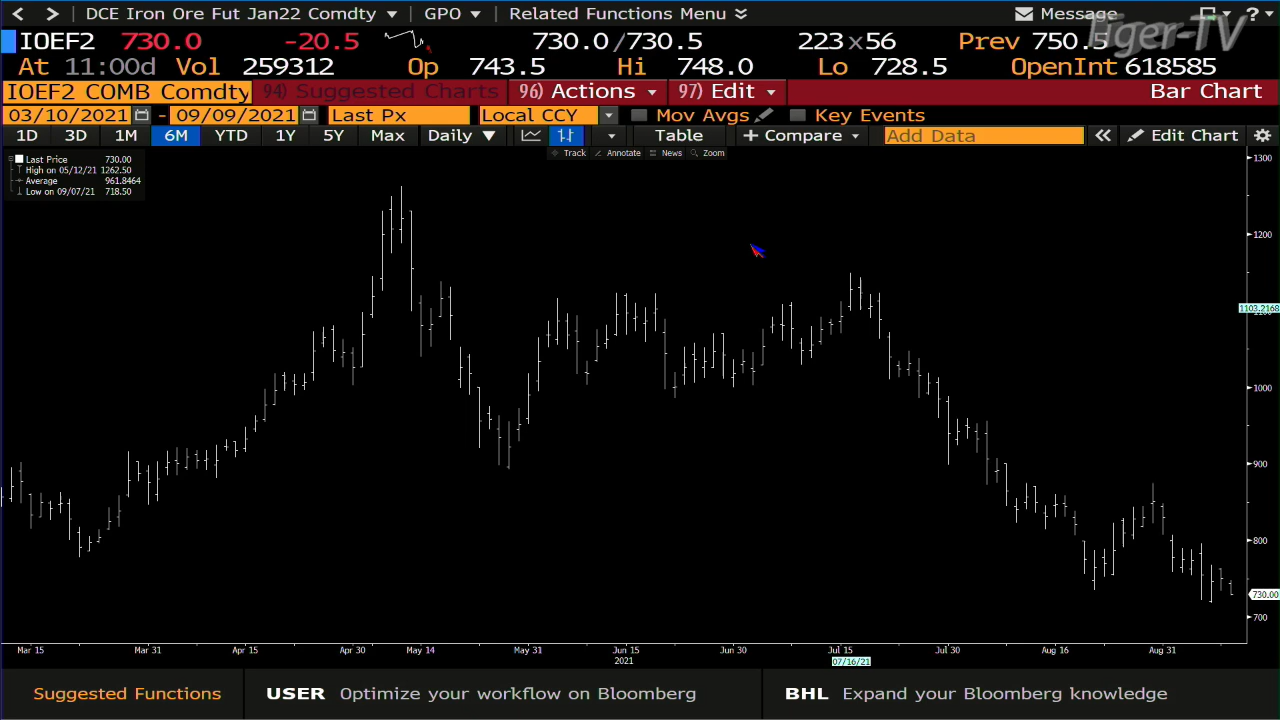 < > DCE Iron Ore Fut Jan22 Comdty GPO Related Functions Menu Message ?
Tiger-TV
IOEF2 730.0 -20.5 730.0/730.5 223x56 Prev 750.5
At 11:00d Vol 259312 Op 743.5 Hi 748.0 Lo 728.5 OpenInt 618585
IOEF2 COMB Comdty 94) Suggested Charts 96) Actions 97) Edit Bar Chart
03/10/2021 - 09/09/2021 Last Px Local CCY Mov Avgs Key Events
1D 3D 1M 6M YTD 1Y 5Y Max Daily Table + Compare Add Data « Edit Chart
Track Annotate News Zoom
Last Price 730.00
High on 05/12/21 1262.50
Average 961.8464
Low on 09/07/21 718.50
1300
1200
1103.2168
1000
900
800
730.00
700
Mar 15 Mar 31 Apr 15 Apr 30 May 14 May 31 Jun 15 Jun 30 Jul 15 Jul 30 Aug 16 Aug 31
2021 07/16/21
Suggested Functions USER Optimize your workflow on Bloomberg BHL Expand your Bloomberg knowledge